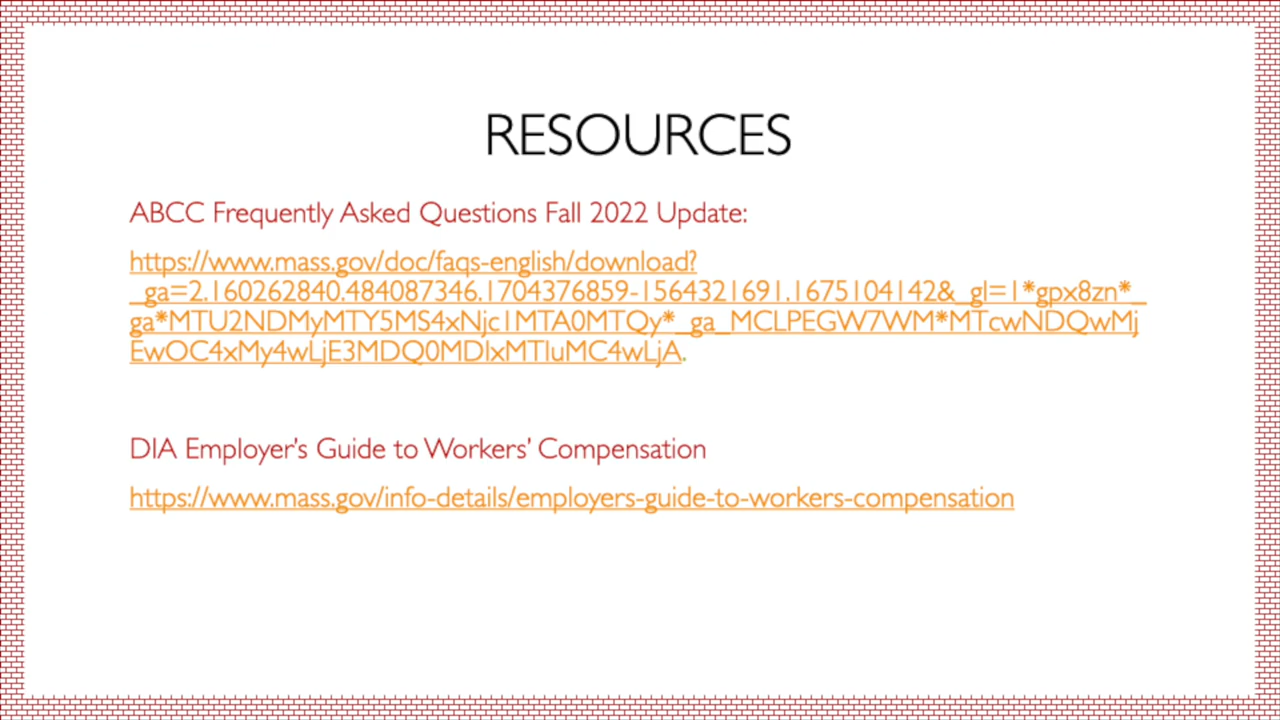 RESOURCES
ABCC Frequently Asked Questions Fall 2022 Update:
https://www.mass.gov/doc/faqs-english/download?
_ga=2.160262840.484087346.1704376859-1564321691.1675104142&_gl=1*gpx8zn*_
ga*MTU2NDMyMTY5MS4xNjc1MTA0MTQy*_ga_MCLPEGW7WM*MTcwNDQwMj
EwOC4xMy4wLjE3MDQ0MDIxMTIuMC4wLjA.
DIA Employer’s Guide to Workers’ Compensation
https://www.mass.gov/info-details/employers-guide-to-workers-compensation